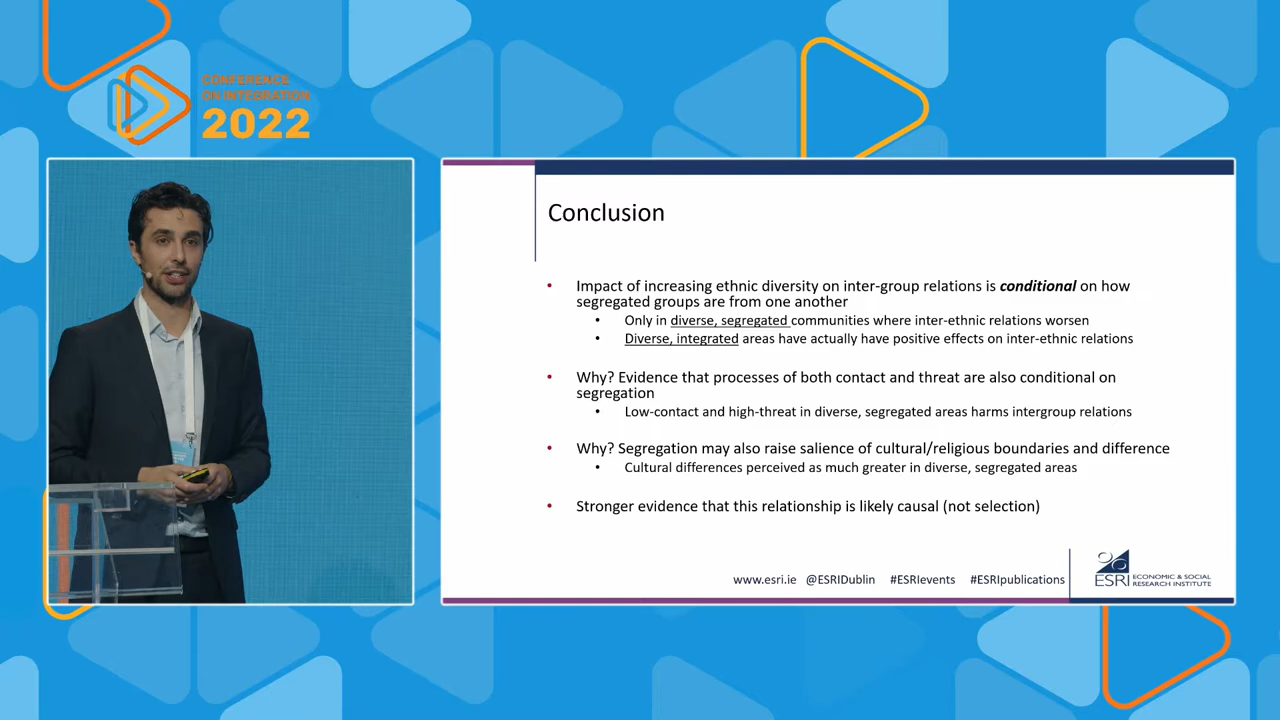 CONFERENCE
ON INTEGRATION
2022
Conclusion
• Impact of increasing ethnic diversity on inter-group relations is conditional on how
segregated groups are from one another
• Only in diverse, segregated communities where inter-ethnic relations worsen
• Diverse, integrated areas have actually have positive effects on inter-ethnic relations
• Why? Evidence that processes of both contact and threat are also conditional on
segregation
• Low-contact and high-threat in diverse, segregated areas harms intergroup relations
• Why? Segregation may also raise salience of cultural/religious boundaries and difference
• Cultural differences perceived as much greater in diverse, segregated areas
• Stronger evidence that this relationship is likely causal (not selection)
www.esri.ie @ESRIDublin #ESRIevents #ESRIpublications
ESRI ECONOMIC & SOCIAL
RESEARCH INSTITUTE